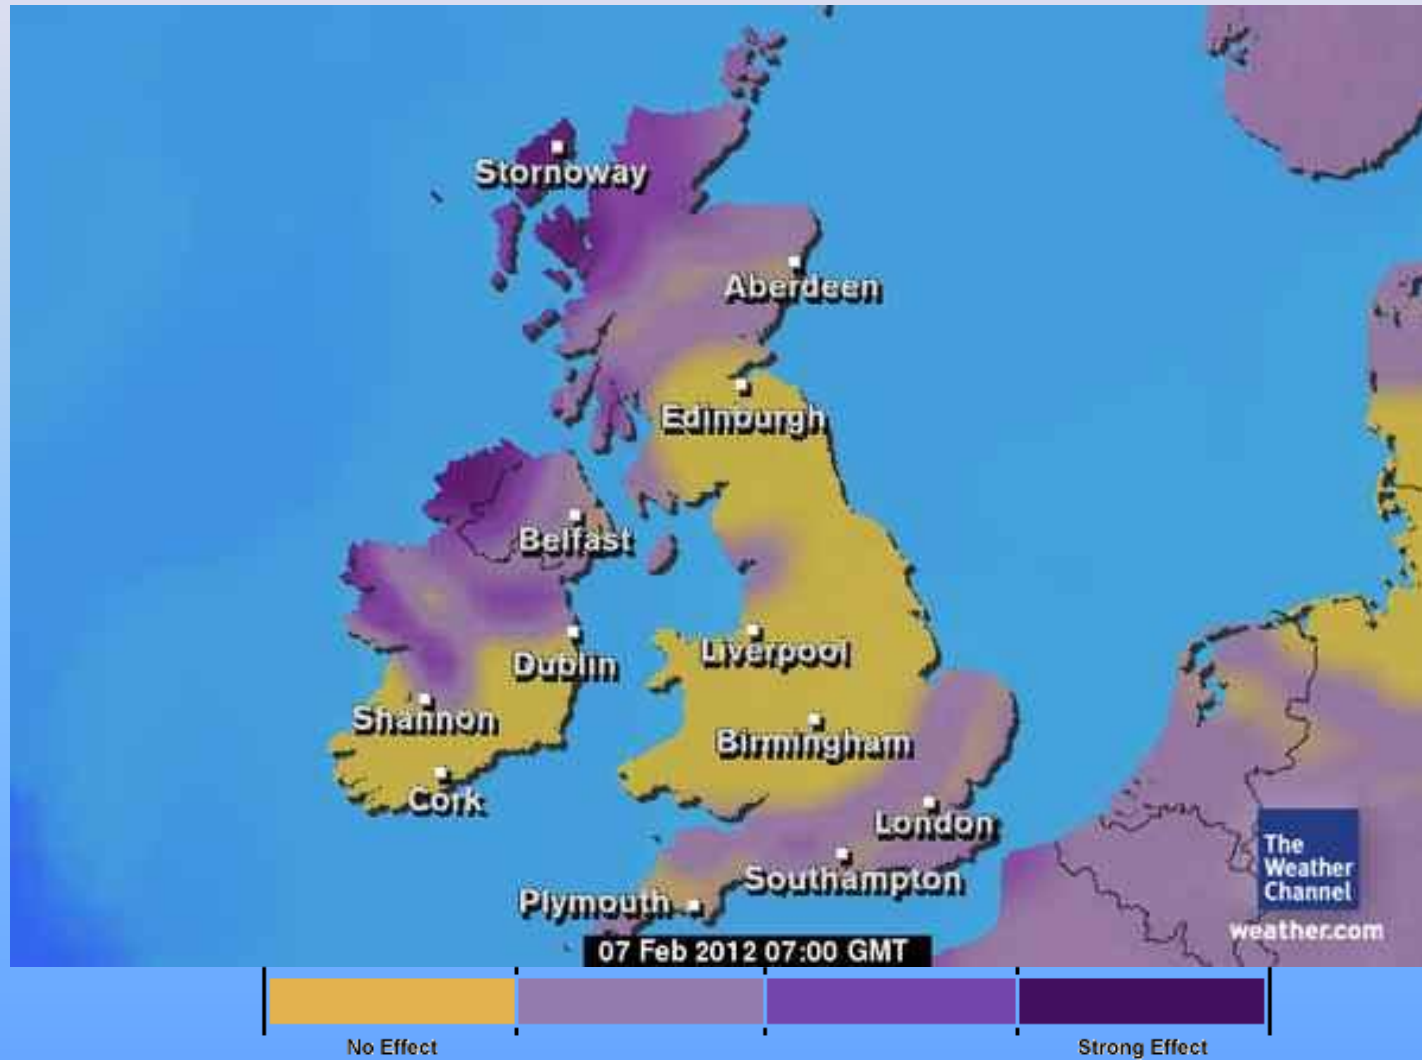 Stornoway
Aberdeen
Edinburgh
Belfast
Dublin
Liverpool
Shannon
Birmingham
Cork
London
Southampton
Plymouth
The
Weather
Channel
weather.com
07 Feb 2012 07:00 GMT
No Effect
Strong Effect